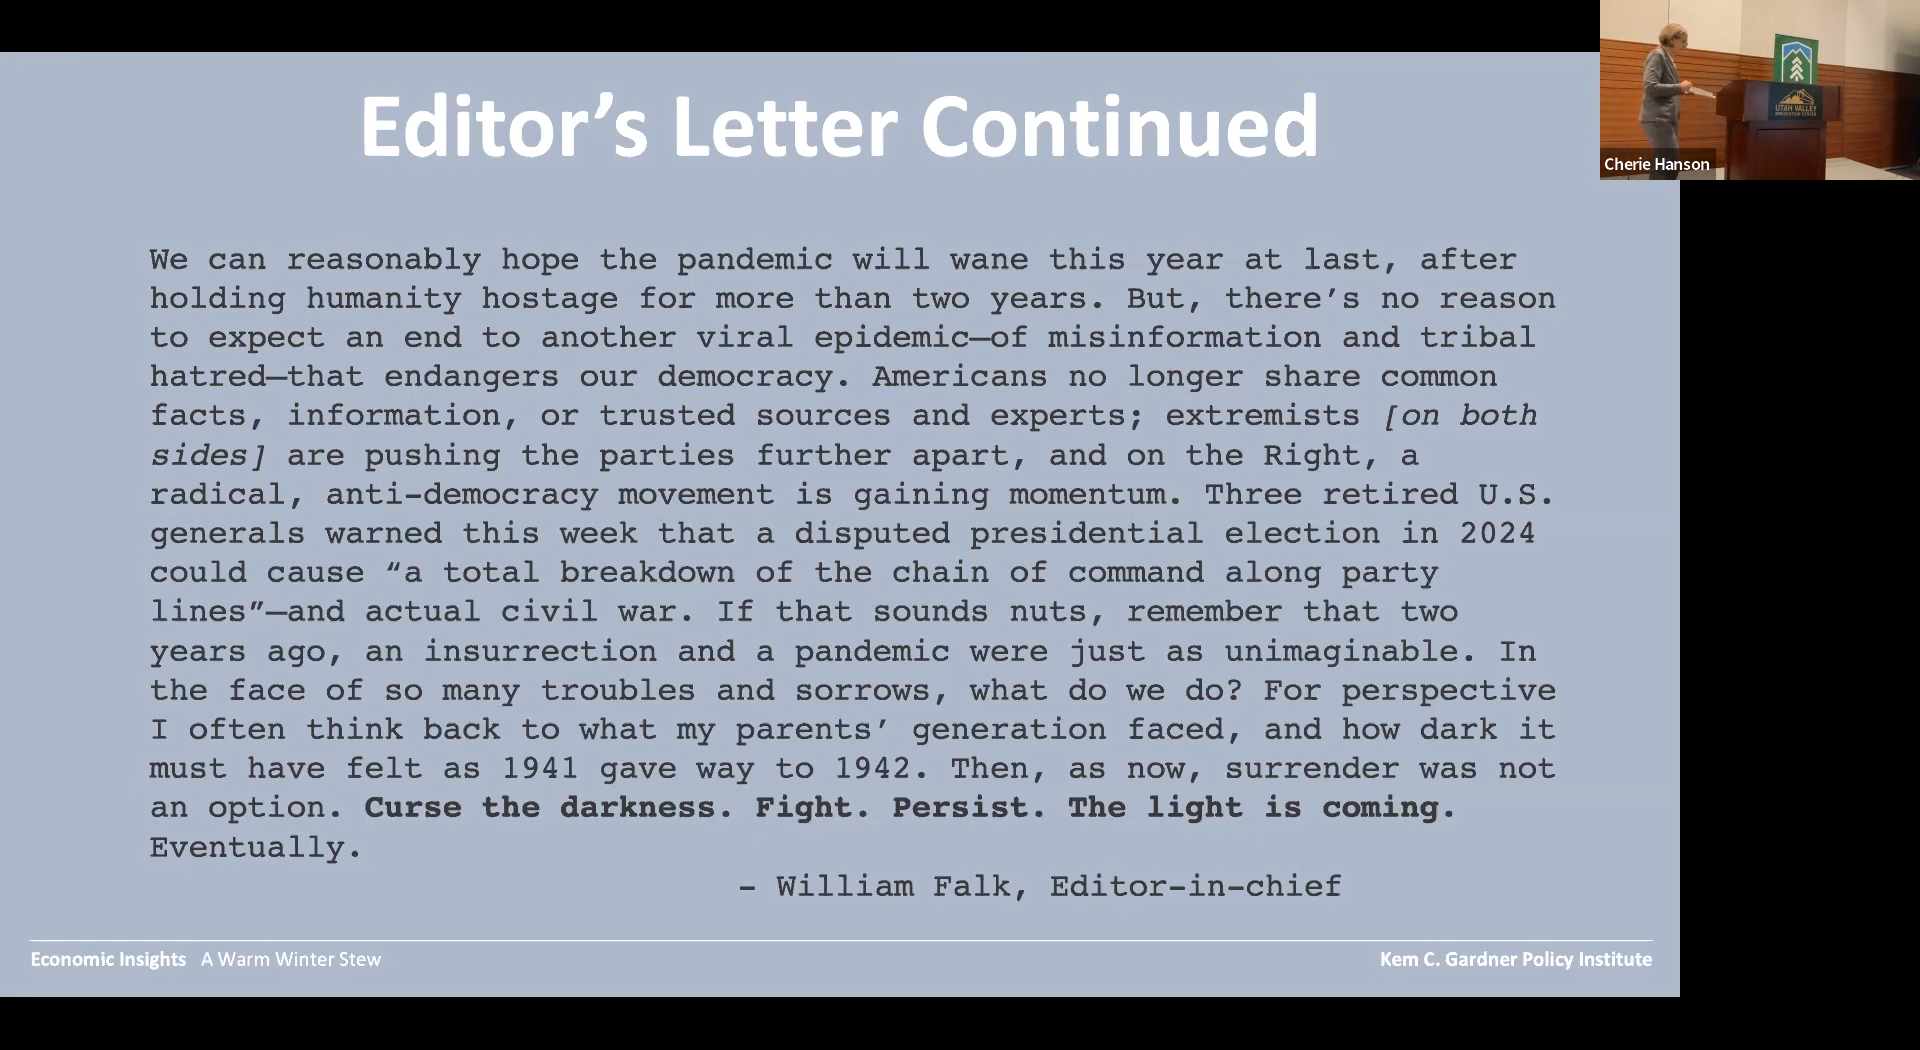 Editor’s Letter Continued
We can reasonably hope the pandemic will wane this year at last, after
holding humanity hostage for more than two years. But, there’s no reason
to expect an end to another viral epidemic—of misinformation and tribal
hatred—that endangers our democracy. Americans no longer share common
facts, information, or trusted sources and experts; extremists [on both
sides] are pushing the parties further apart, and on the Right, a
radical, anti-democracy movement is gaining momentum. Three retired U.S.
generals warned this week that a disputed presidential election in 2024
could cause “a total breakdown of the chain of command along party
lines”—and actual civil war. If that sounds nuts, remember that two
years ago, an insurrection and a pandemic were just as unimaginable. In
the face of so many troubles and sorrows, what do we do? For perspective
I often think back to what my parents’ generation faced, and how dark it
must have felt as 1941 gave way to 1942. Then, as now, surrender was not
an option. Curse the darkness. Fight. Persist. The light is coming.
Eventually.
– William Falk, Editor-in-chief
Economic Insights A Warm Winter Stew
Kem C. Gardner Policy Institute
UTAH VALLEY
CONVENTION CENTER
Cherie Hanson